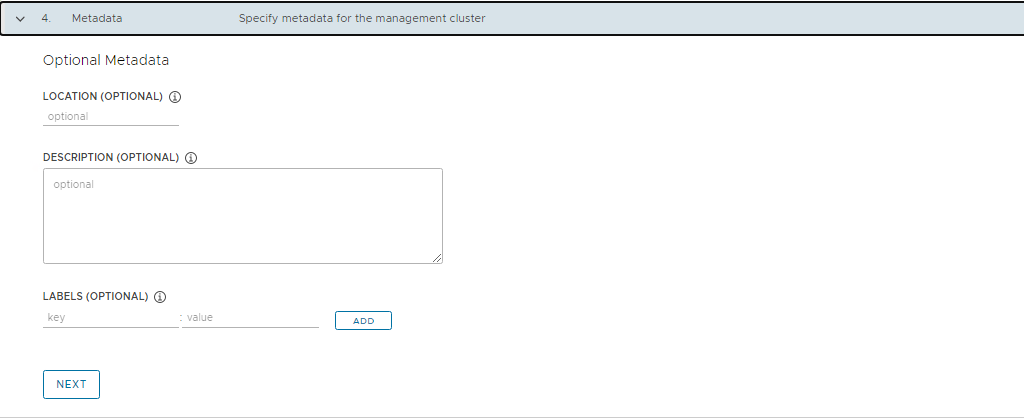 4. Metadata Specify metadata for the management cluster
Optional Metadata
LOCATION (OPTIONAL)
optional
DESCRIPTION (OPTIONAL)
optional
LABELS (OPTIONAL)
key : value ADD
NEXT